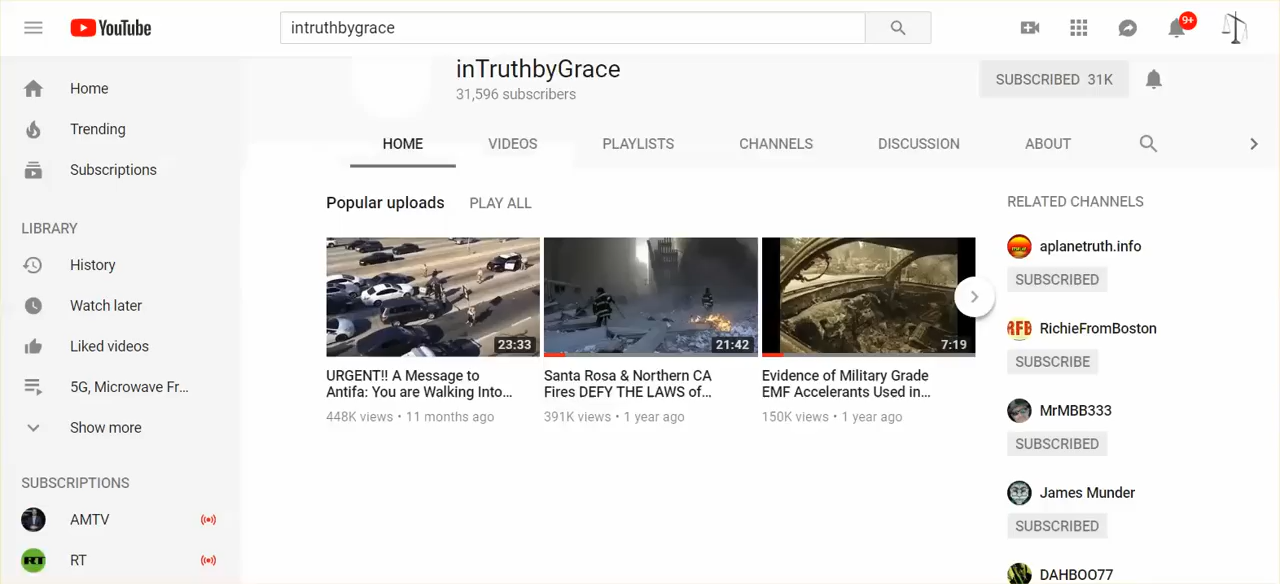 YouTube
intruthbygrace
9+
inTruthbyGrace
31,596 subscribers
SUBSCRIBED 31K
Home
Trending
Subscriptions
LIBRARY
History
Watch later
Liked videos
5G, Microwave Fr...
Show more
SUBSCRIPTIONS
AMTV
RT
RT
HOME VIDEOS PLAYLISTS CHANNELS DISCUSSION ABOUT
Popular uploads PLAY ALL
23:33
URGENT!! A Message to
Antifa: You are Walking Into...
448K views • 11 months ago
21:42
Santa Rosa & Northern CA
Fires DEFY THE LAWS of...
391K views • 1 year ago
7:19
Evidence of Military Grade
EMF Accelerants Used in...
150K views • 1 year ago
RELATED CHANNELS
aplanetruth.info
SUBSCRIBED
RFB
RichieFromBoston
SUBSCRIBE
MrMBB333
SUBSCRIBED
James Munder
SUBSCRIBED
DAHBOO77